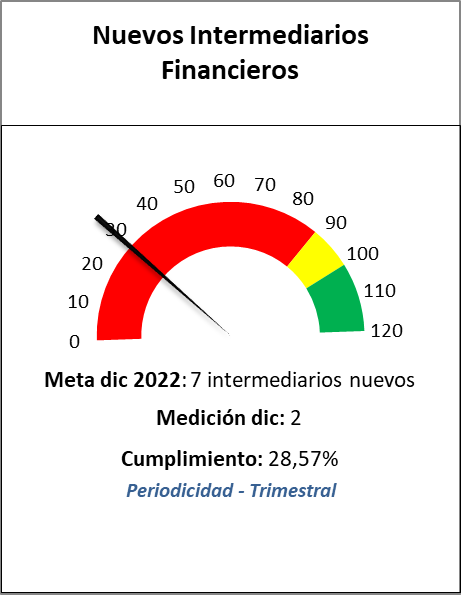 Nuevos Intermediarios
Financieros
0
10
20
30
40
50
60
70
80
90
100
110
120
Meta dic 2022: 7 intermediarios nuevos
Medición dic: 2
Cumplimiento: 28,57%
Periodicidad - Trimestral